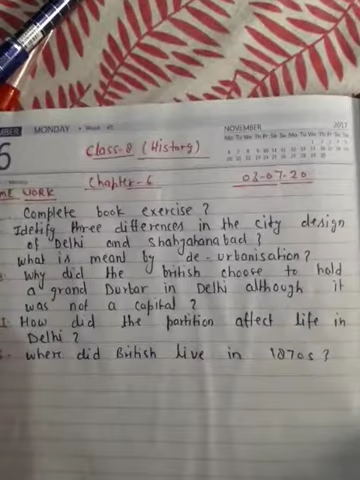 MONDAY • Week 45
NOVEMBER 2017
Class-8 (History)
Chapter-6 03-07-20
Complete book exercise?
Identify three differences in the city design
of Delhi and Shahjahanabad?
What is meant by de-urbanisation?
Why did the british choose to hold
a grand Durbar in Delhi although it
was not a capital?
How did the partition affect life in
Delhi?
where did British live in 1870s?